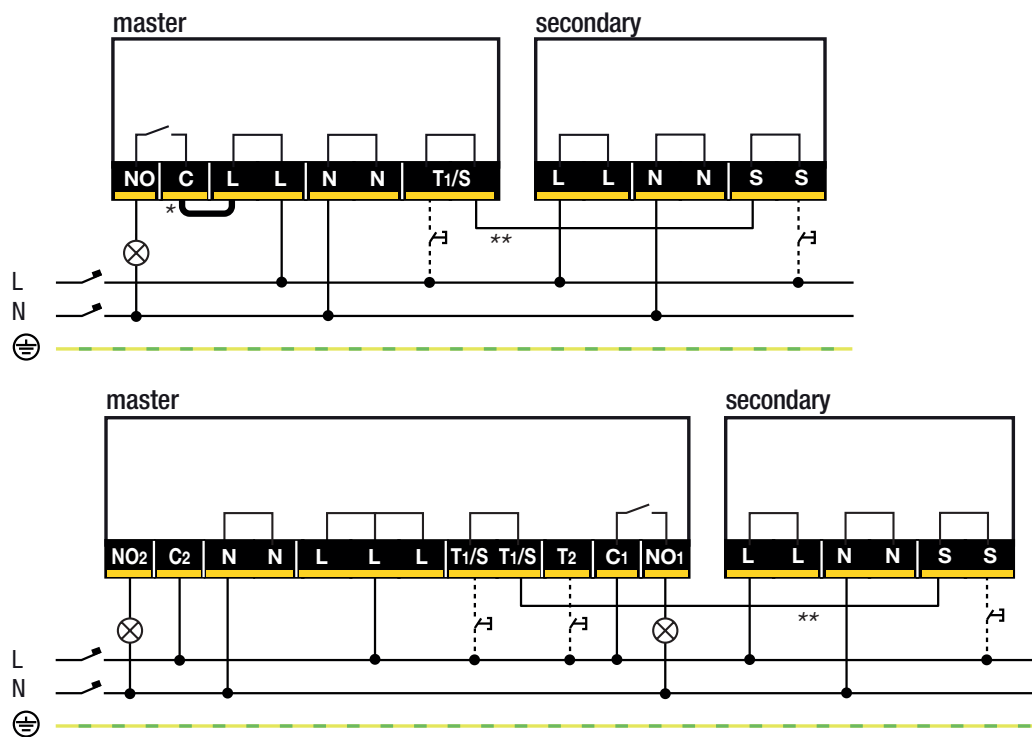 master secondary
NO C L L N N T1/S L L N N S S
*
**
L
N
master secondary
NO2 C2 N N L L L T1/S T1/S T2 C1 NO1 L L N N S S
**
L
N